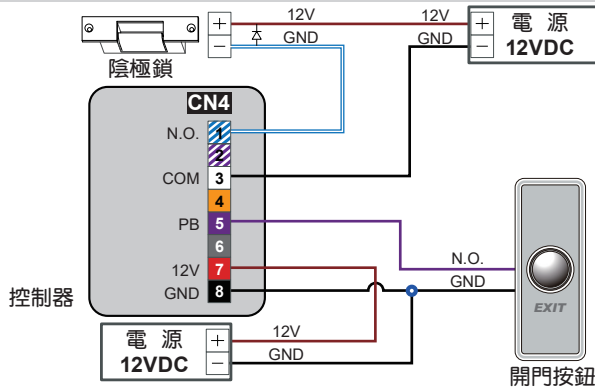 12V
12V
+
GND
GND
−
+
電 源
−
12VDC
陰極鎖
CN4
N.O.
1
2
COM
3
4
PB
5
6
12V
7
GND
8
控制器
N.O.
GND
EXIT
開門按鈕
電 源
12VDC
+
−
12V
GND